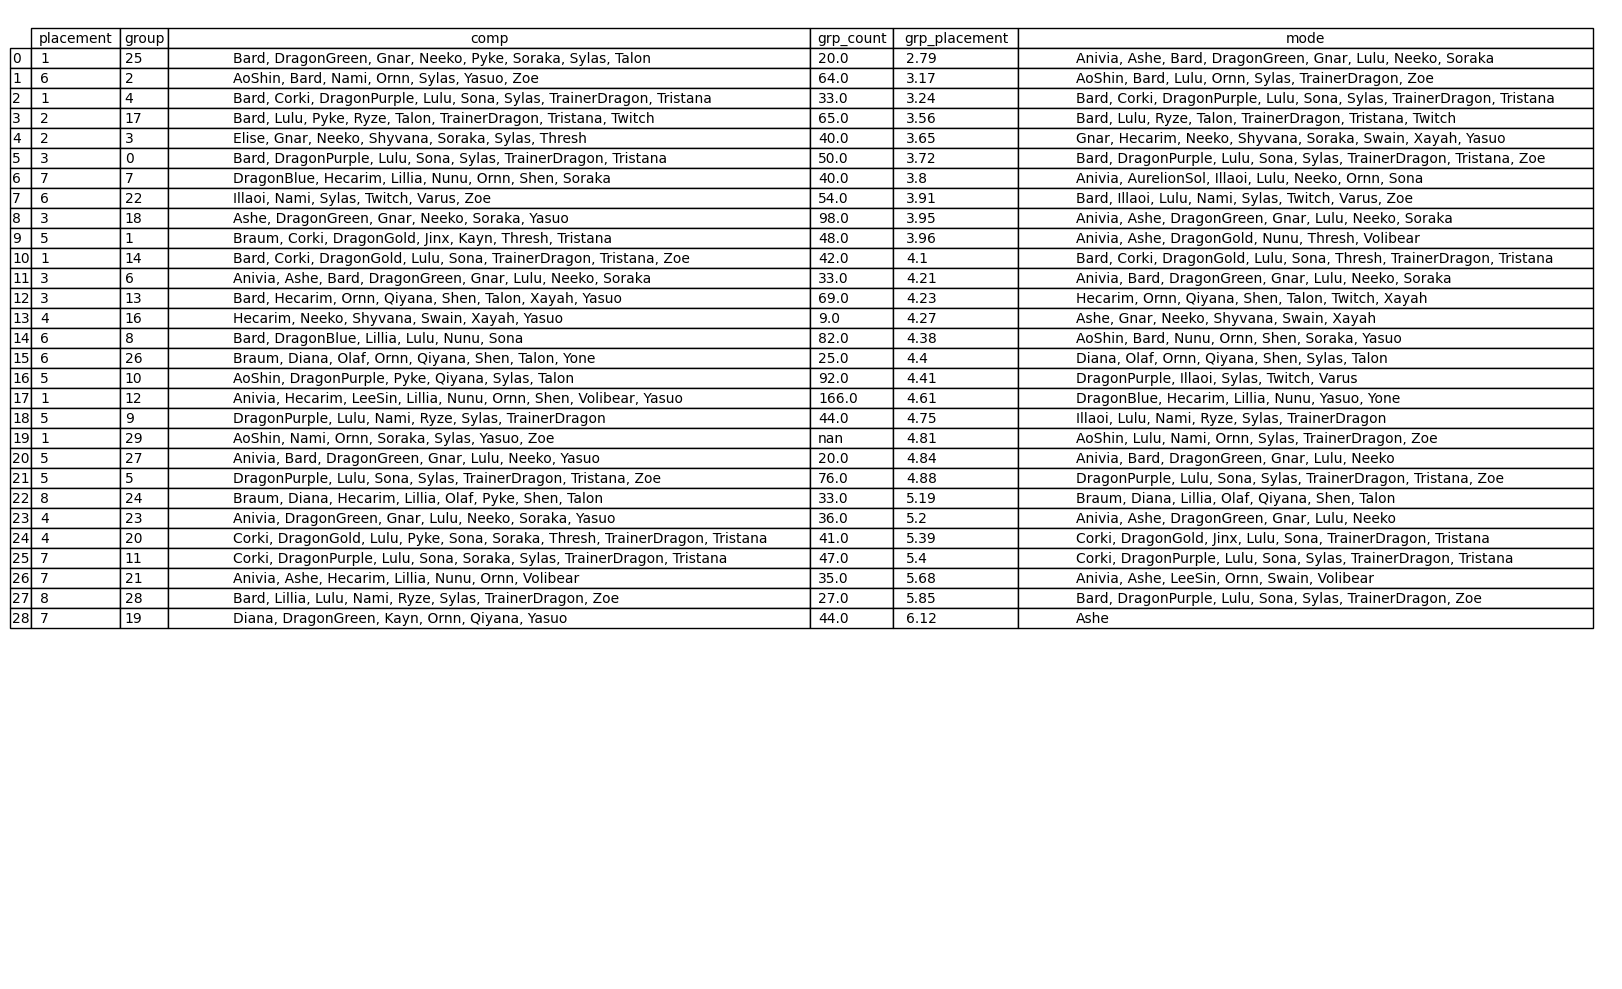 placement group comp grp_count grp_placement mode
0 1 25 Bard, DragonGreen, Gnar, Neeko, Pyke, Soraka, Sylas, Talon 20.0 2.79 Anivia, Ashe, Bard, DragonGreen, Gnar, Lulu, Neeko, Soraka
1 6 2 AoShin, Bard, Nami, Ornn, Sylas, Yasuo, Zoe 64.0 3.17 AoShin, Bard, Lulu, Ornn, Sylas, TrainerDragon, Zoe
2 1 4 Bard, Corki, DragonPurple, Lulu, Sona, Sylas, TrainerDragon, Tristana 33.0 3.24 Bard, Corki, DragonPurple, Lulu, Sona, Sylas, TrainerDragon, Tristana
3 2 17 Bard, Lulu, Pyke, Ryze, Talon, TrainerDragon, Tristana, Twitch 65.0 3.56 Bard, Lulu, Ryze, Talon, TrainerDragon, Tristana, Twitch
4 2 3 Elise, Gnar, Neeko, Shyvana, Soraka, Sylas, Thresh 40.0 3.65 Gnar, Hecarim, Neeko, Shyvana, Soraka, Swain, Xayah, Yasuo
5 3 0 Bard, DragonPurple, Lulu, Sona, Sylas, TrainerDragon, Tristana 50.0 3.72 Bard, DragonPurple, Lulu, Sona, Sylas, TrainerDragon, Tristana, Zoe
6 7 7 DragonBlue, Hecarim, Lillia, Nunu, Ornn, Shen, Soraka 40.0 3.8 Anivia, AurelionSol, Illaoi, Lulu, Neeko, Ornn, Sona
7 6 22 Illaoi, Nami, Sylas, Twitch, Varus, Zoe 54.0 3.91 Bard, Illaoi, Lulu, Nami, Sylas, Twitch, Varus, Zoe
8 3 18 Ashe, DragonGreen, Gnar, Neeko, Soraka, Yasuo 98.0 3.95 Anivia, Ashe, DragonGreen, Gnar, Lulu, Neeko, Soraka
9 5 1 Braum, Corki, DragonGold, Jinx, Kayn, Thresh, Tristana 48.0 3.96 Anivia, Ashe, DragonGold, Nunu, Thresh, Volibear
10 1 14 Bard, Corki, DragonGold, Lulu, Sona, TrainerDragon, Tristana, Zoe 42.0 4.1 Bard, Corki, DragonGold, Lulu, Sona, Thresh, TrainerDragon, Tristana
11 3 6 Anivia, Ashe, Bard, DragonGreen, Gnar, Lulu, Neeko, Soraka 33.0 4.21 Anivia, Bard, DragonGreen, Gnar, Lulu, Neeko, Soraka
12 3 13 Bard, Hecarim, Ornn, Qiyana, Shen, Talon, Xayah, Yasuo 69.0 4.23 Hecarim, Ornn, Qiyana, Shen, Talon, Twitch, Xayah
13 4 16 Hecarim, Neeko, Shyvana, Swain, Xayah, Yasuo 9.0 4.27 Ashe, Gnar, Neeko, Shyvana, Swain, Xayah
14 6 8 Bard, DragonBlue, Lillia, Lulu, Nunu, Sona 82.0 4.38 AoShin, Bard, Nunu, Ornn, Shen, Soraka, Yasuo
15 6 26 Braum, Diana, Olaf, Ornn, Qiyana, Shen, Talon, Yone 25.0 4.4 Diana, Olaf, Ornn, Qiyana, Shen, Sylas, Talon
16 5 10 AoShin, DragonPurple, Pyke, Qiyana, Sylas, Talon 92.0 4.41 DragonPurple, Illaoi, Sylas, Twitch, Varus
17 1 12 Anivia, Hecarim, LeeSin, Lillia, Nunu, Ornn, Shen, Volibear, Yasuo 166.0 4.61 DragonBlue, Hecarim, Lillia, Nunu, Yasuo, Yone
18 5 9 DragonPurple, Lulu, Nami, Ryze, Sylas, TrainerDragon 44.0 4.75 Illaoi, Lulu, Nami, Ryze, Sylas, TrainerDragon
19 1 29 AoShin, Nami, Ornn, Soraka, Sylas, Yasuo, Zoe nan 4.81 AoShin, Lulu, Nami, Ornn, Sylas, TrainerDragon, Zoe
20 5 27 Anivia, Bard, DragonGreen, Gnar, Lulu, Neeko, Yasuo 20.0 4.84 Anivia, Bard, DragonGreen, Gnar, Lulu, Neeko
21 5 5 DragonPurple, Lulu, Sona, Sylas, TrainerDragon, Tristana, Zoe 76.0 4.88 DragonPurple, Lulu, Sona, Sylas, TrainerDragon, Tristana, Zoe
22 8 24 Braum, Diana, Hecarim, Lillia, Olaf, Pyke, Shen, Talon 33.0 5.19 Braum, Diana, Lillia, Olaf, Qiyana, Shen, Talon
23 4 23 Anivia, DragonGreen, Gnar, Lulu, Neeko, Soraka, Yasuo 36.0 5.2 Anivia, Ashe, DragonGreen, Gnar, Lulu, Neeko
24 4 20 Corki, DragonGold, Lulu, Pyke, Sona, Soraka, Thresh, TrainerDragon, Tristana 41.0 5.39 Corki, DragonGold, Jinx, Lulu, Sona, TrainerDragon, Tristana
25 7 11 Corki, DragonPurple, Lulu, Sona, Soraka, Sylas, TrainerDragon, Tristana 47.0 5.4 Corki, DragonPurple, Lulu, Sona, Sylas, TrainerDragon, Tristana
26 7 21 Anivia, Ashe, Hecarim, Lillia, Nunu, Ornn, Volibear 35.0 5.68 Anivia, Ashe, LeeSin, Ornn, Swain, Volibear
27 8 28 Bard, Lillia, Lulu, Nami, Ryze, Sylas, TrainerDragon, Zoe 27.0 5.85 Bard, DragonPurple, Lulu, Sona, Sylas, TrainerDragon, Zoe
28 7 19 Diana, DragonGreen, Kayn, Ornn, Qiyana, Yasuo 44.0 6.12 Ashe